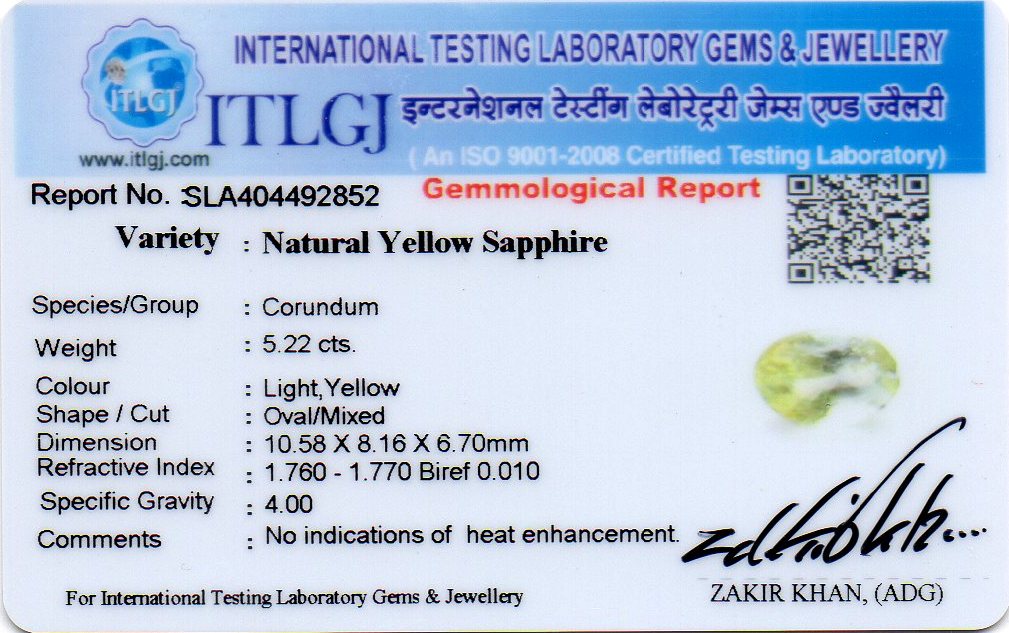 INTERNATIONAL TESTING LABORATORY GEMS & JEWELLERY
ITLGJ
ITLGJ इन्टरनेशनल टेस्टींग लेबोरेट्ररी जेम्स एण्ड ज्वैलरी
www.itlgj.com
( An ISO 9001-2008 Certified Testing Laboratory)
Report No. :SLA404492852
Gemmological Report
Variety : Natural Yellow Sapphire
Species/Group : Corundum
Weight : 5.22 cts.
Colour : Light,Yellow
Shape / Cut : Oval/Mixed
Dimension : 10.58 X 8.16 X 6.70mm
Refractive Index : 1.760 - 1.770 Biref 0.010
Specific Gravity : 4.00
Comments : No indications of heat enhancement.
For International Testing Laboratory Gems & Jewellery
ZAKIR KHAN, (ADG)